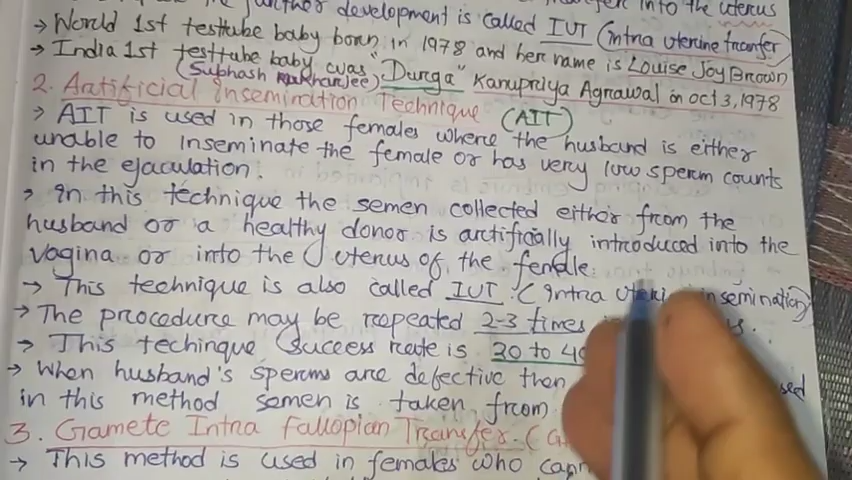 further development is called IUT (intra uterine transfer)
→ World 1st testtube baby born in 1978 and her name is Louise Joy Brown
→ India 1st testtube baby was "Durga" Kanupriya Agrawal on oct 3, 1978
(Subhash Mukharjee)
2. Artificial Insemination Technique (AIT)
→ AIT is used in those females where the husband is either
unable to inseminate the female or has very low sperm counts
in the ejaculation.
→ In this technique the semen collected either from the
husband or a healthy donor is artificially introduced into the
vagina or into the uterus of the female.
→ This technique is also called IUT. (Intra insemination)
→ The procedure may be repeated 2-3 times
→ This techinque success rate is 30 to
→ When husband's sperms are defective than
in this method semen is taken from
3. Gamete Intra Fallopian Transfer. (
→ This method is used in females who